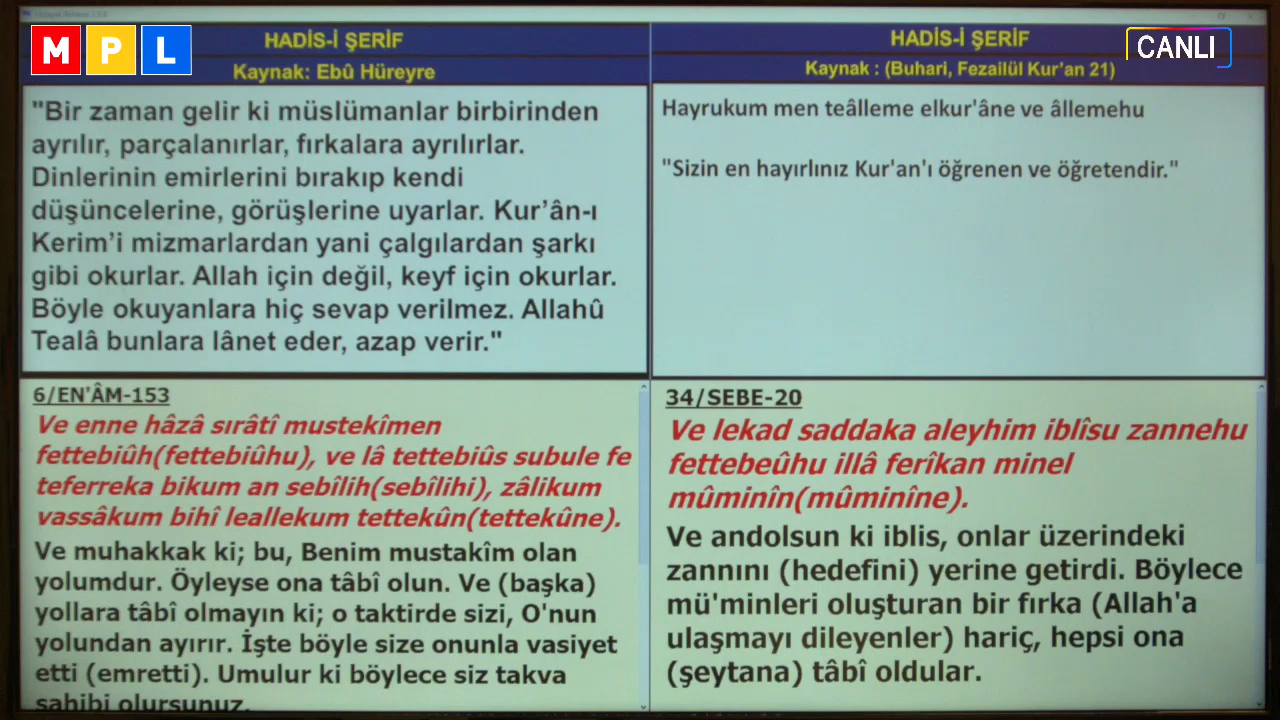 MPL
CANLI
HADİS-İ ŞERİF
Kaynak: Ebû Hüreyre
"Bir zaman gelir ki müslümanlar birbirinden
ayrılır, parçalanırlar, fırkalara ayrılırlar.
Dinlerinin emirlerini bırakıp kendi
düşüncelerine, görüşlerine uyarlar. Kur’ân-ı
Kerim’i mizmarlardan yani çalgılardan şarkı
gibi okurlar. Allah için değil, keyf için okurlar.
Böyle okuyanlara hiç sevap verilmez. Allahû
Tealâ bunlara lânet eder, azap verir."
HADİS-İ ŞERİF
Kaynak : (Buhari, Fezailül Kur’an 21)
Hayrukum men teâlleme elkur'âne ve âllemehu
"Sizin en hayırlınız Kur'an'ı öğrenen ve öğretendir."
6/EN'ÂM-153
Ve enne hâzâ sırâtî mustekîmen
fettebiûh(fettebiûhu), ve lâ tettebiûs subule fe
teferreka bikum an sebîlih(sebîlihi), zâlikum
vassâkum bihî leallekum tettekûn(tettekûne).
Ve muhakkak ki; bu, Benim mustakîm olan
yolumdur. Öyleyse ona tâbî olun. Ve (başka)
yollara tâbî olmayın ki; o taktirde sizi, O'nun
yolundan ayırır. İşte böyle size onunla vasiyet
etti (emretti). Umulur ki böylece siz takva
sahibi olursunuz.
34/SEBE-20
Ve lekad saddaka aleyhim iblîsu zannehu
fettebeûhu illâ ferîkan minel
mûminîn(mûminîne).
Ve andolsun ki iblis, onlar üzerindeki
zannını (hedefini) yerine getirdi. Böylece
mü'minleri oluşturan bir fırka (Allah'a
ulaşmayı dileyenler) hariç, hepsi ona
(şeytana) tâbî oldular.